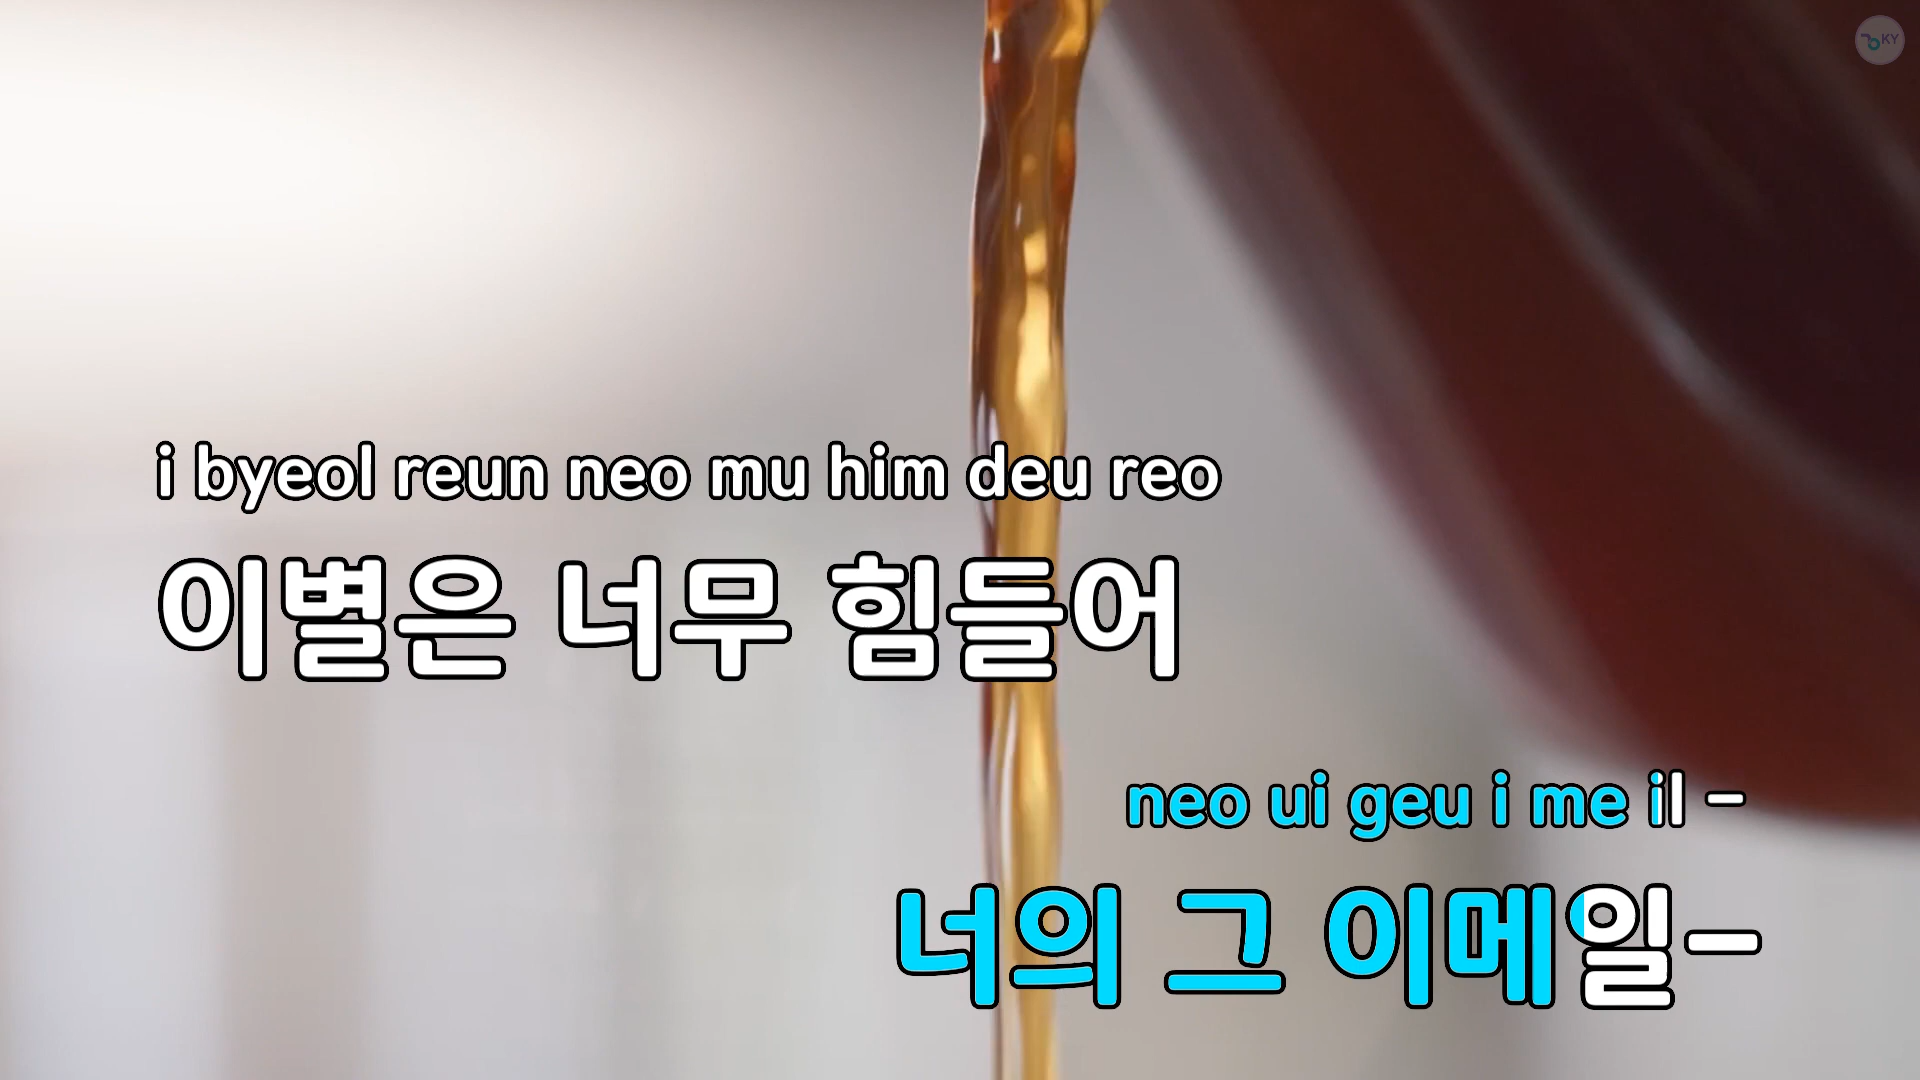 KY
i byeol reun neo mu him deu reo
이별은 너무 힘들어
neo ui geu i me il -
너의 그 이메일-